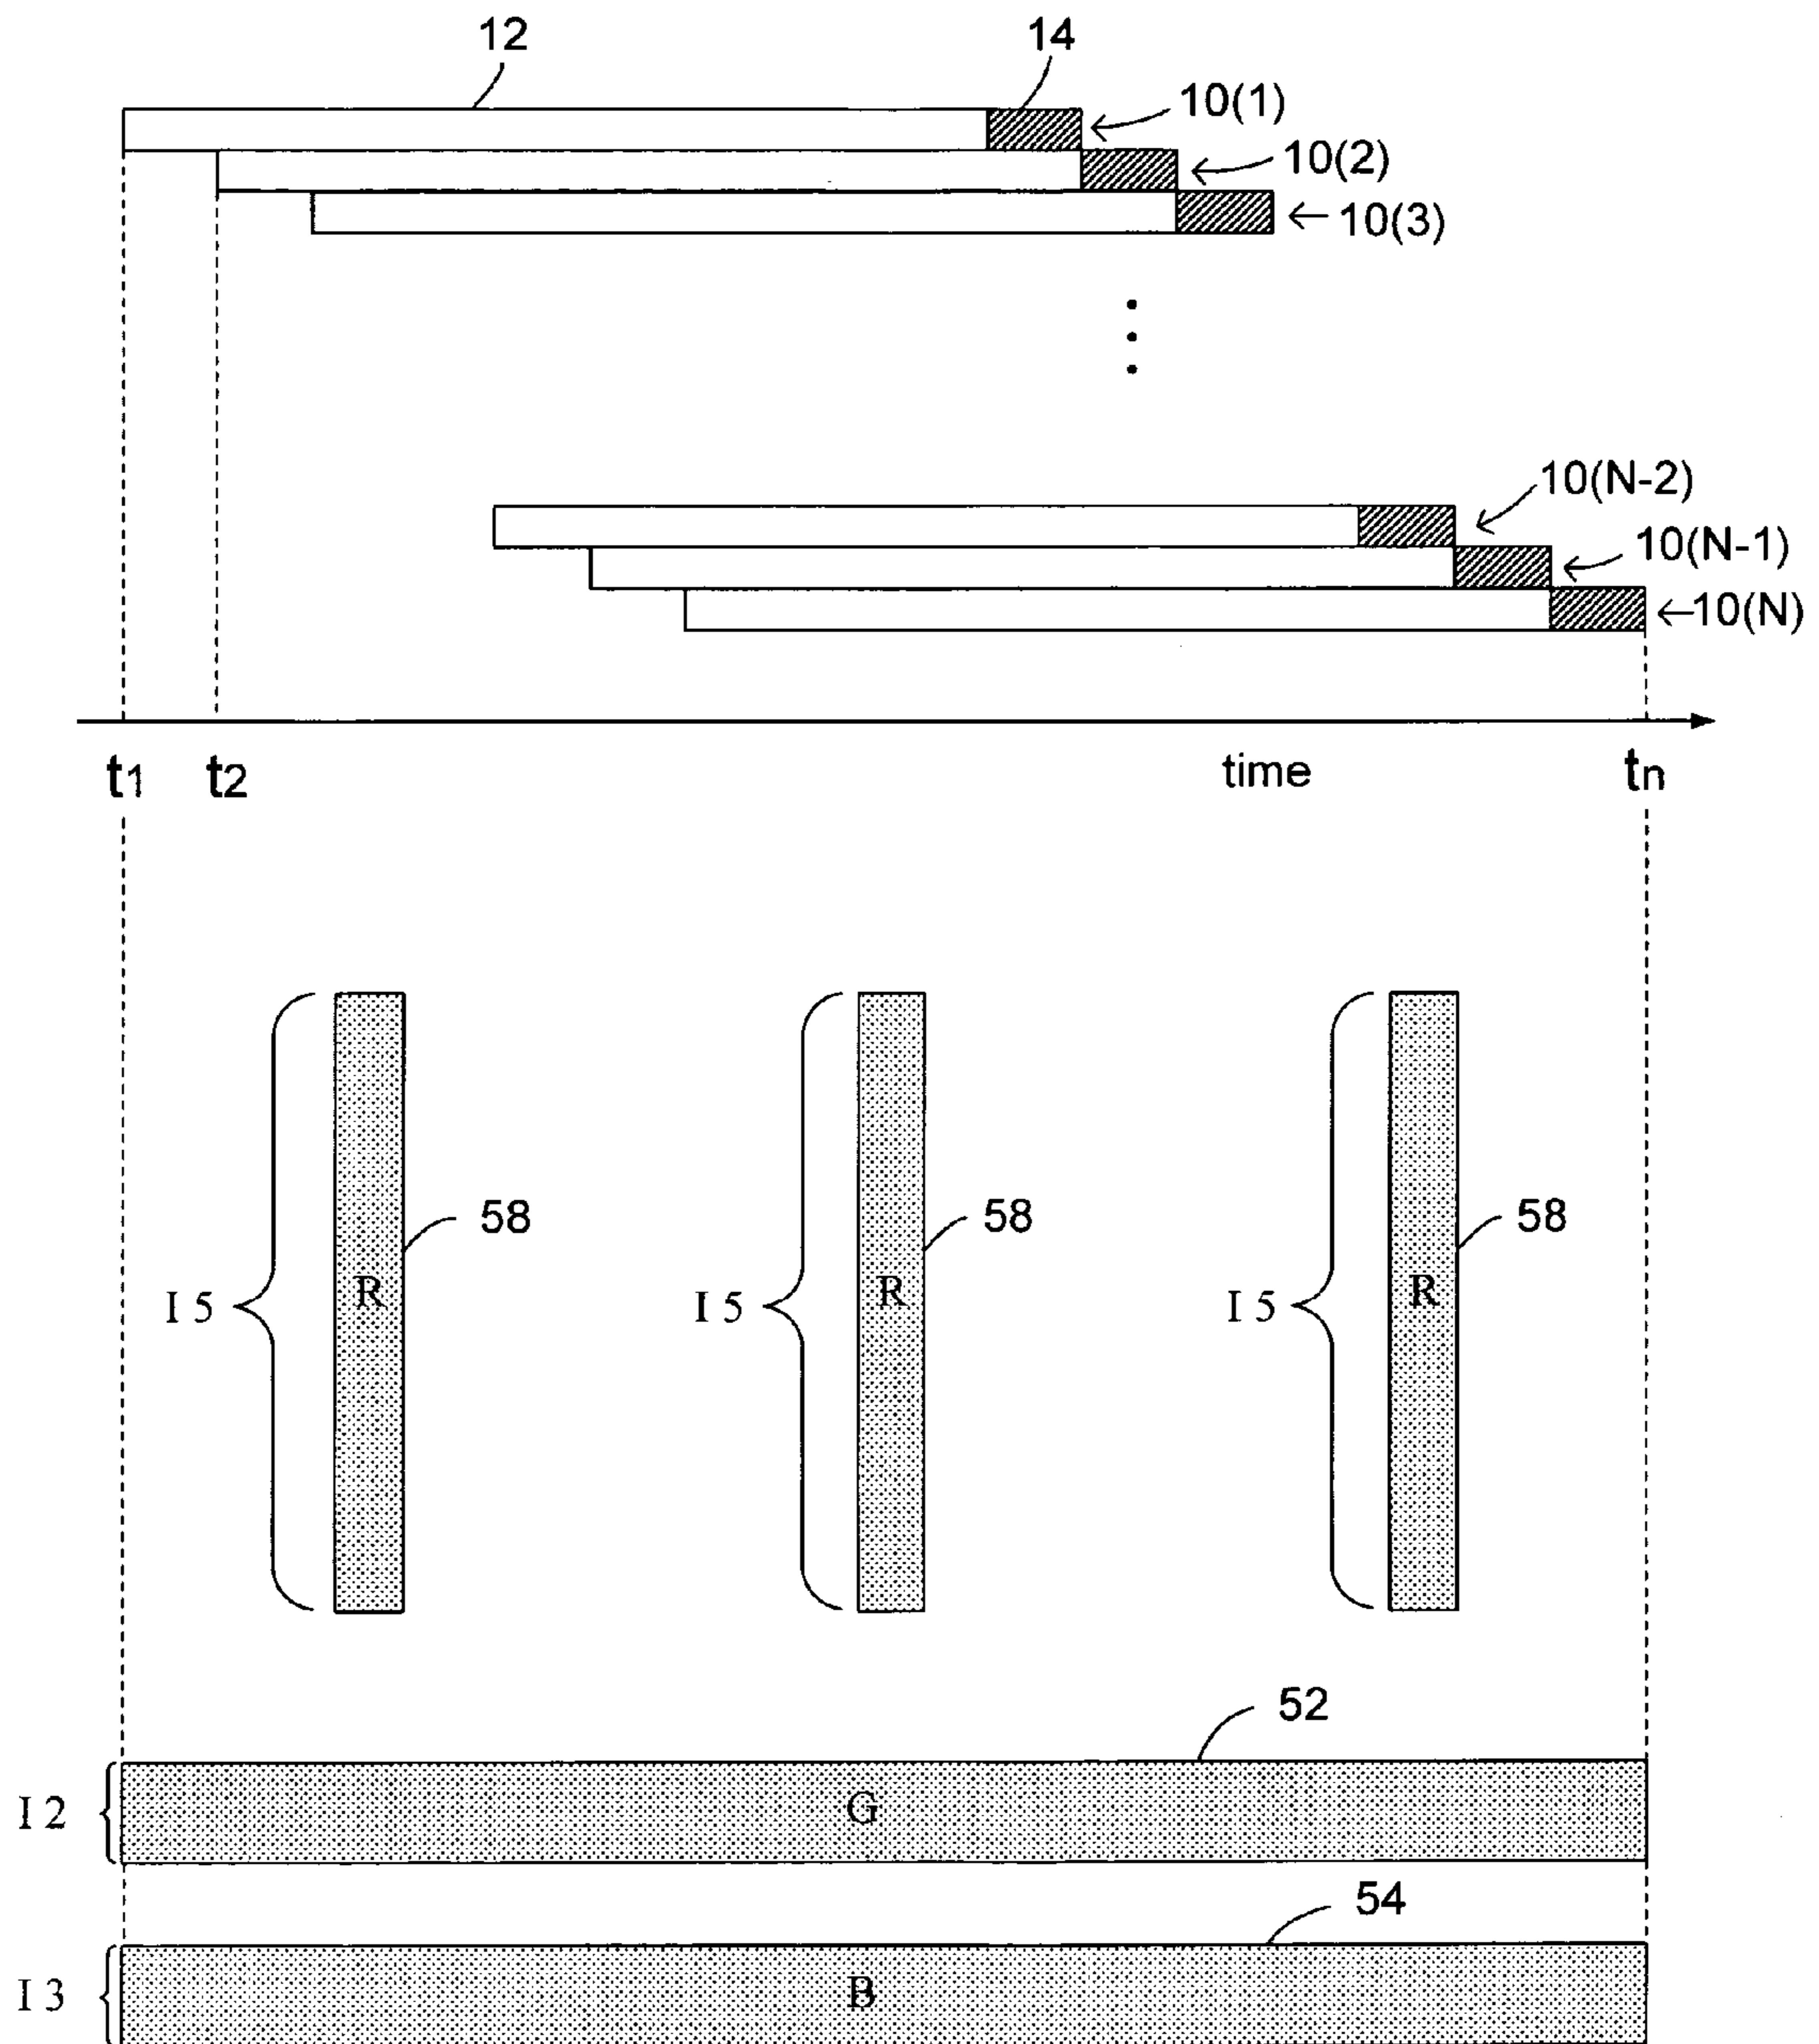 12
14
10(1)
10(2)
10(3)
10(N-2)
10(N-1)
10(N)
t1
t2
time
tn
58
58
58
I 5
R
I 5
R
I 5
R
52
I 2
G
54
I 3
B